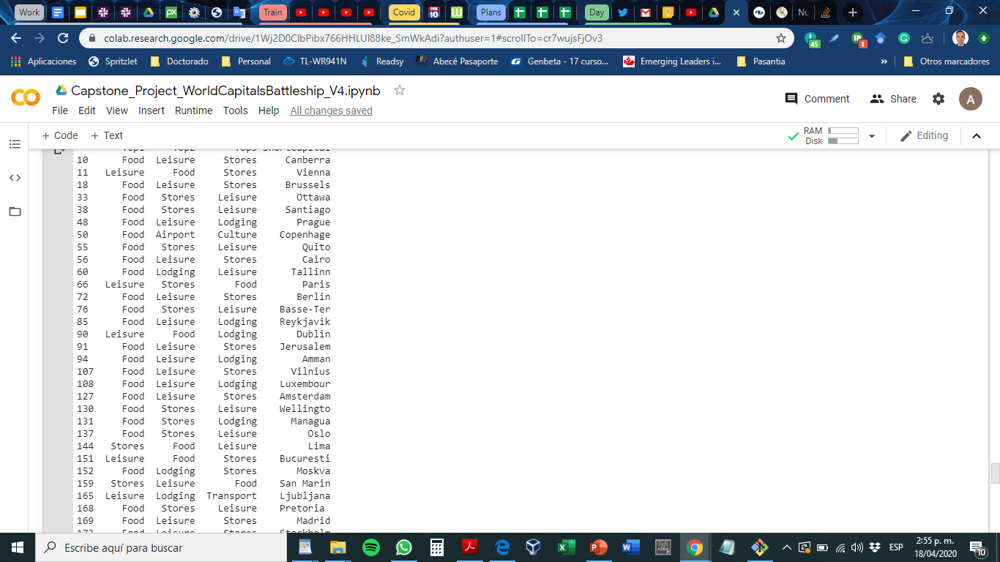 Work Train Covid FOX 10 Plans Day Nu
colab.research.google.com/drive/1Wj2D0CIbPibx766HHLUI88ke_SmWkAdi?authuser=1#scrollTo=cr7wujsFjOv3 45 1
Aplicaciones Spritzlet Doctorado Personal TL-WR941N Readsy Abecé Pasaporte Genbeta - 17 curso... Emerging Leaders i... Pasantia » Otros marcadores
Capstone_Project_WorldCapitalsBattleship_V4.ipynb
Comment Share A
File Edit View Insert Runtime Tools Help All changes saved
+ Code + Text RAM Disk Editing
10 Food Leisure Stores Canberra
11 Leisure Food Stores Vienna
18 Food Leisure Stores Brussels
33 Food Stores Leisure Ottawa
38 Food Stores Leisure Santiago
48 Food Leisure Lodging Prague
50 Food Airport Culture Copenhage
55 Food Stores Leisure Quito
56 Food Leisure Stores Cairo
60 Food Lodging Leisure Tallinn
66 Leisure Stores Food Paris
72 Food Leisure Stores Berlin
76 Food Stores Leisure Basse-Ter
85 Food Leisure Lodging Reykjavik
90 Leisure Food Lodging Dublin
91 Food Leisure Stores Jerusalem
94 Food Leisure Lodging Amman
107 Food Leisure Stores Vilnius
108 Food Leisure Lodging Luxembour
127 Food Leisure Stores Amsterdam
130 Food Stores Leisure Wellingto
131 Food Stores Lodging Managua
137 Food Stores Leisure Oslo
144 Stores Food Leisure Lima
151 Leisure Food Stores Bucuresti
152 Food Lodging Stores Moskva
159 Stores Leisure Food San Marin
165 Leisure Lodging Transport Ljubljana
168 Food Stores Leisure Pretoria
169 Food Leisure Stores Madrid
173 Food Leisure Stores Stockholm
Escribe aquí para buscar
ESP
2:55 p. m.
18/04/2020
10